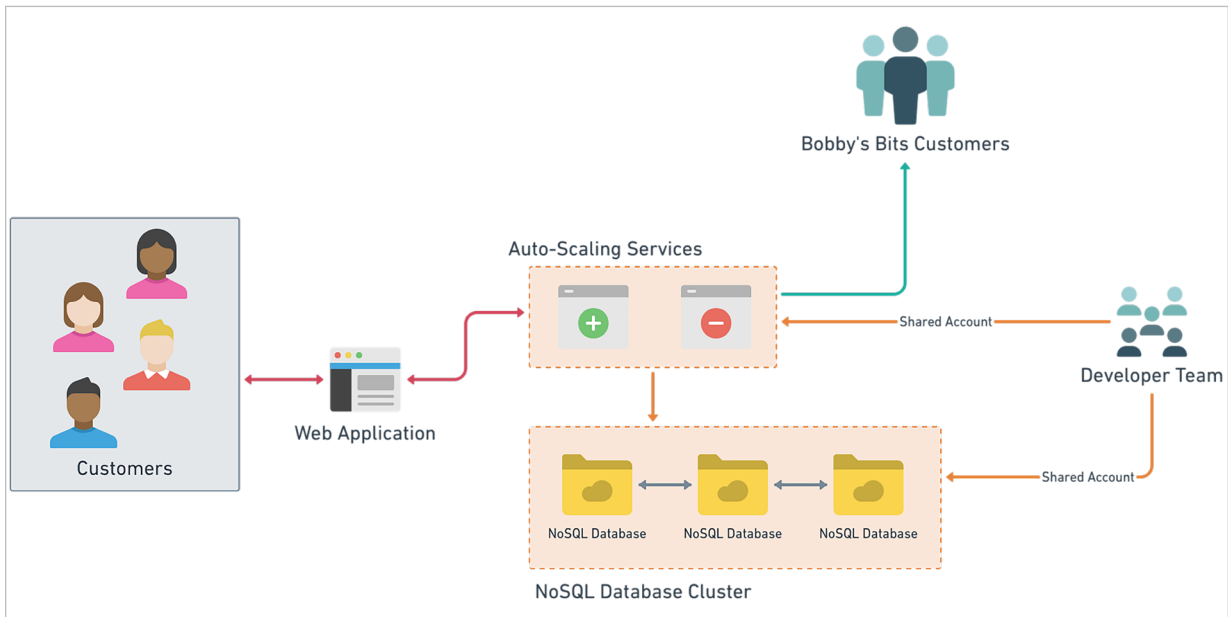 Bobby's Bits Customers
Auto-Scaling Services
Shared Account
Developer Team
Web Application
Customers
Shared Account
NoSQL Database
NoSQL Database
NoSQL Database
NoSQL Database Cluster